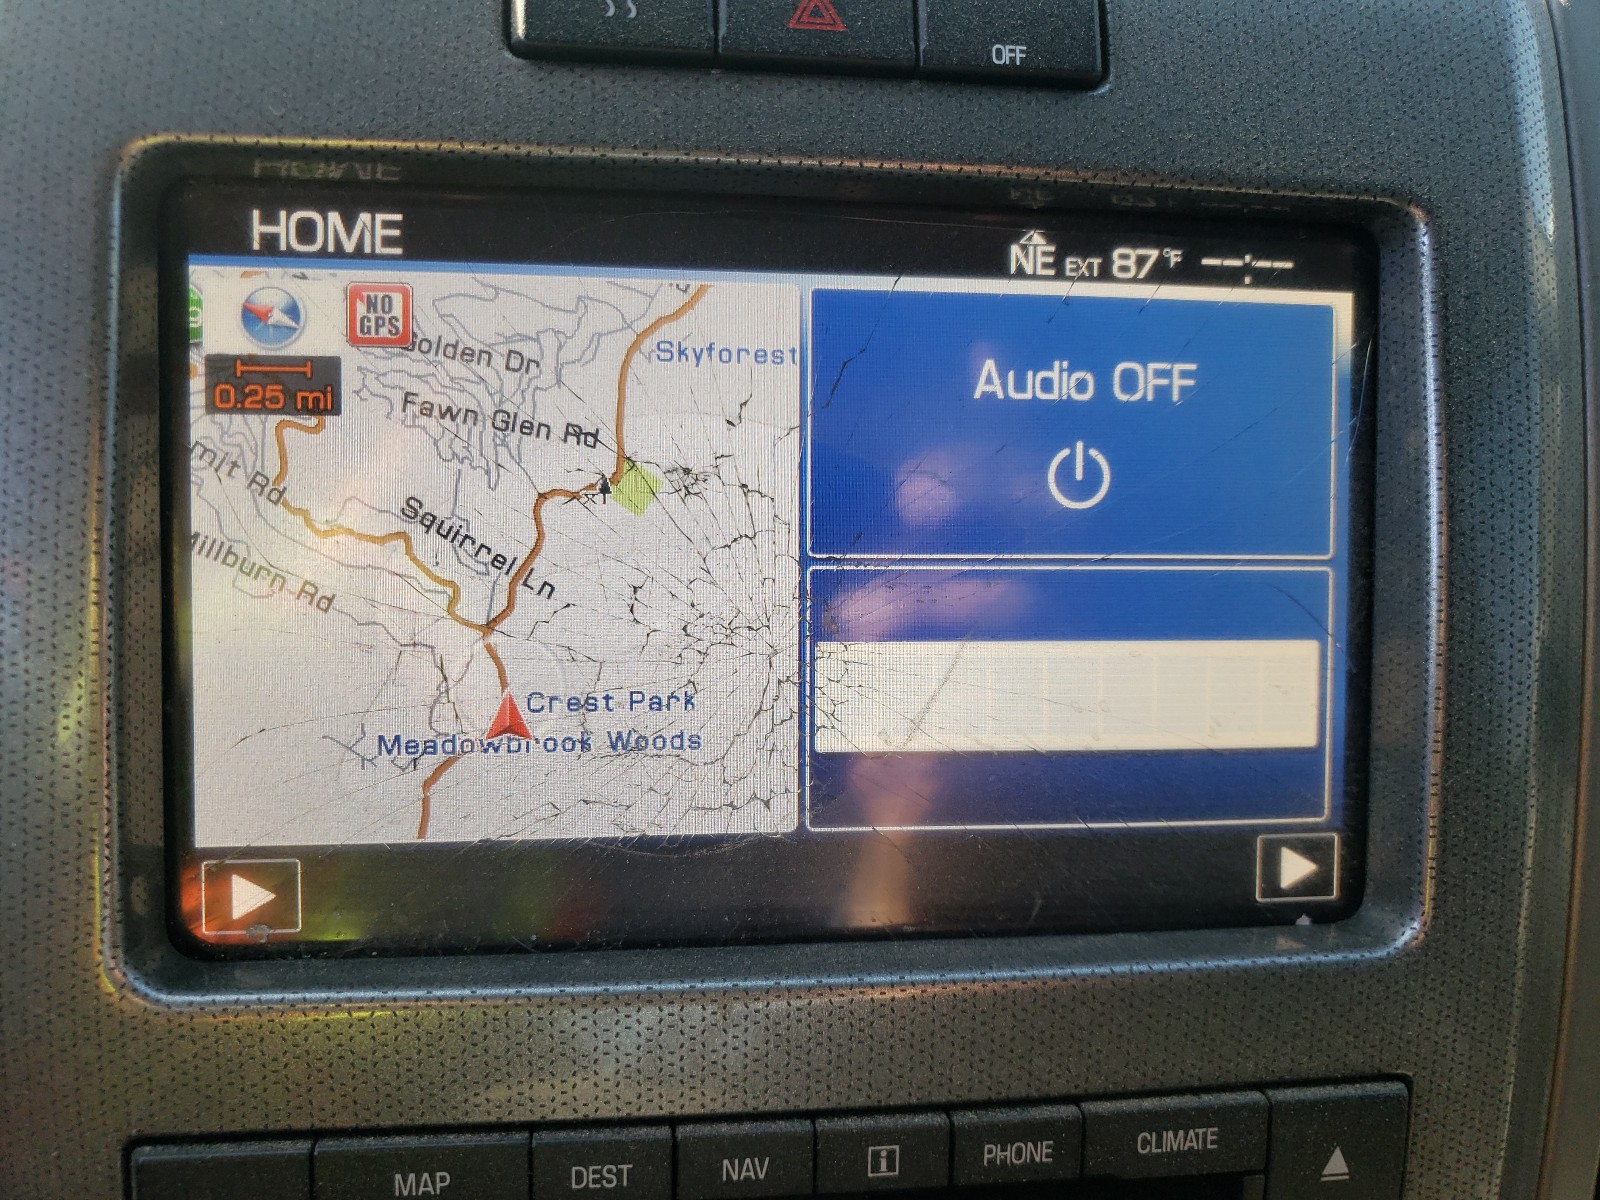 OFF
HOME
NE EXT 87°F --:--
NO GPS
0.25 mi
Golden Dr
Skyforest
Fawn Glen Rd
Rd
Squirrel Ln
Millburn Rd
Crest Park
Meadowbrook Woods
Audio OFF
MAP
DEST
NAV
i
PHONE
CLIMATE